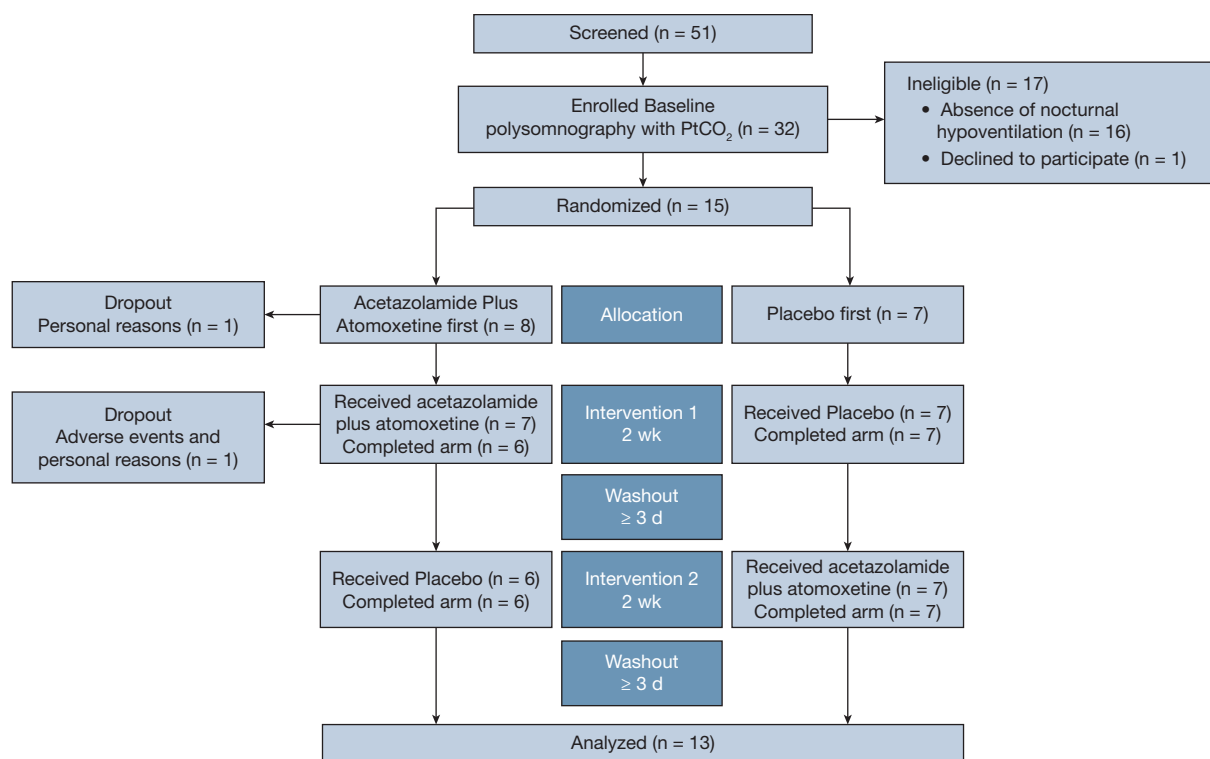 Screened (n = 51)
Enrolled Baseline
polysomnography with PtCO₂ (n = 32)
Ineligible (n = 17)
• Absence of nocturnal
hypoventilation (n = 16)
• Declined to participate (n = 1)
Randomized (n = 15)
Dropout
Personal reasons (n = 1)
Acetazolamide Plus
Atomoxetine first (n = 8)
Allocation
Placebo first (n = 7)
Dropout
Adverse events and
personal reasons (n = 1)
Received acetazolamide
plus atomoxetine (n = 7)
Completed arm (n = 6)
Intervention 1
2 wk
Received Placebo (n = 7)
Completed arm (n = 7)
Washout
≥ 3 d
Received Placebo (n = 6)
Completed arm (n = 6)
Intervention 2
2 wk
Received acetazolamide
plus atomoxetine (n = 7)
Completed arm (n = 7)
Washout
≥ 3 d
Analyzed (n = 13)